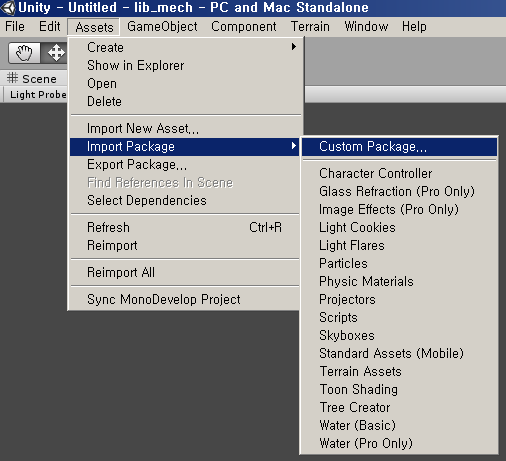 Unity - Untitled - lib_mech - PC and Mac Standalone
File Edit Assets GameObject Component Terrain Window Help
Create
Show in Explorer
Open
Delete
Import New Asset...
Import Package
Export Package...
Find References In Scene
Select Dependencies
Refresh Ctrl+R
Reimport
Reimport All
Sync MonoDevelop Project
Scene
Light Probe
Custom Package...
Character Controller
Glass Refraction (Pro Only)
Image Effects (Pro Only)
Light Cookies
Light Flares
Particles
Physic Materials
Projectors
Scripts
Skyboxes
Standard Assets (Mobile)
Terrain Assets
Toon Shading
Tree Creator
Water (Basic)
Water (Pro Only)